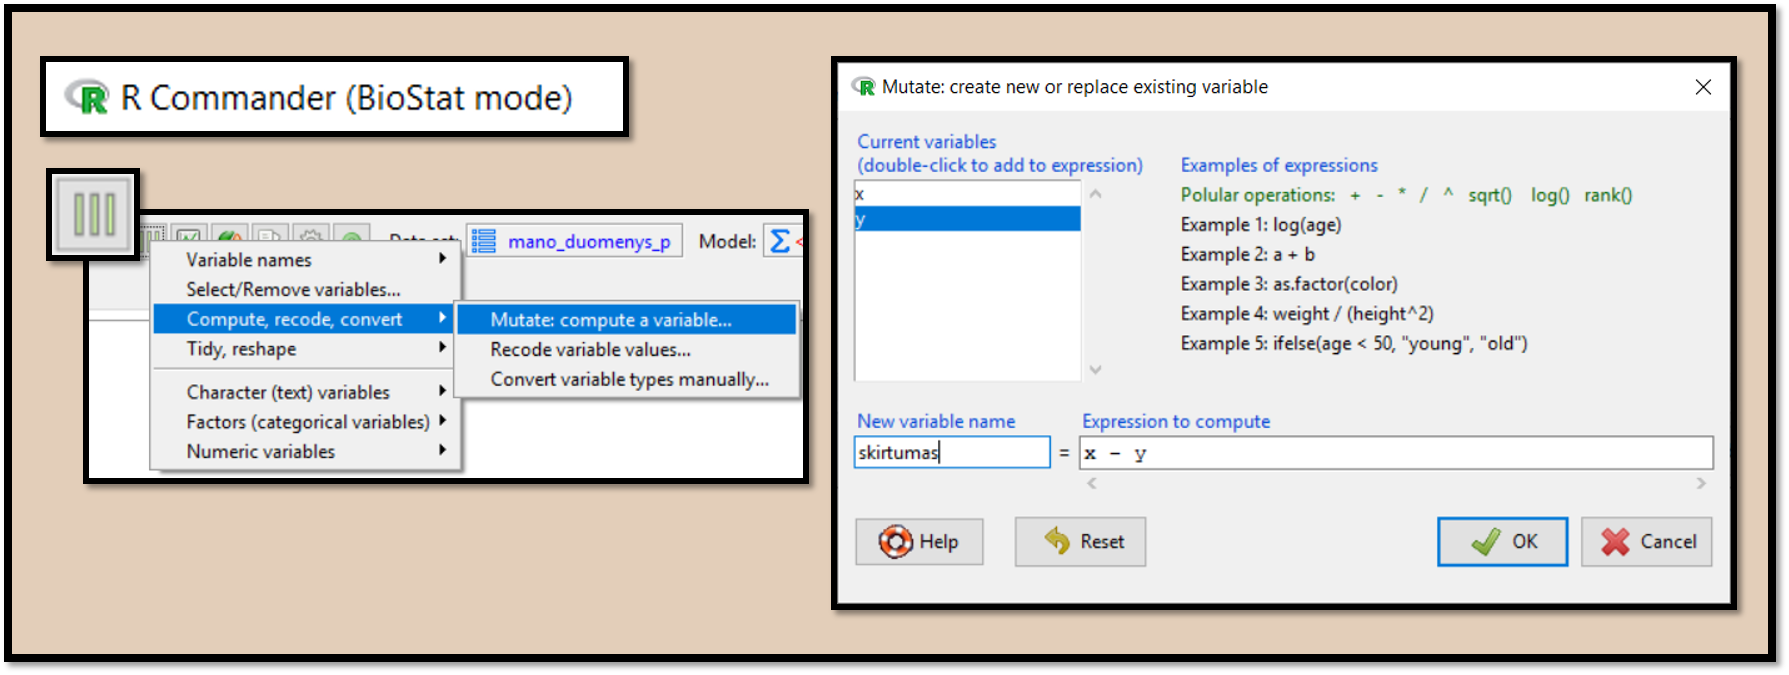 R Commander (BioStat mode)
mano_duomenys_p Model: Σ <
Variable names
Select/Remove variables...
Compute, recode, convert
Tidy, reshape
Character (text) variables
Factors (categorical variables)
Numeric variables
Mutate: compute a variable...
Recode variable values...
Convert variable types manually...
Mutate: create new or replace existing variable
Current variables
(double-click to add to expression)
x
y
Examples of expressions
Polular operations: + - * / ^ sqrt() log() rank()
Example 1: log(age)
Example 2: a + b
Example 3: as.factor(color)
Example 4: weight / (height^2)
Example 5: ifelse(age < 50, "young", "old")
New variable name
Expression to compute
skirtumas = x - y
Help Reset OK Cancel